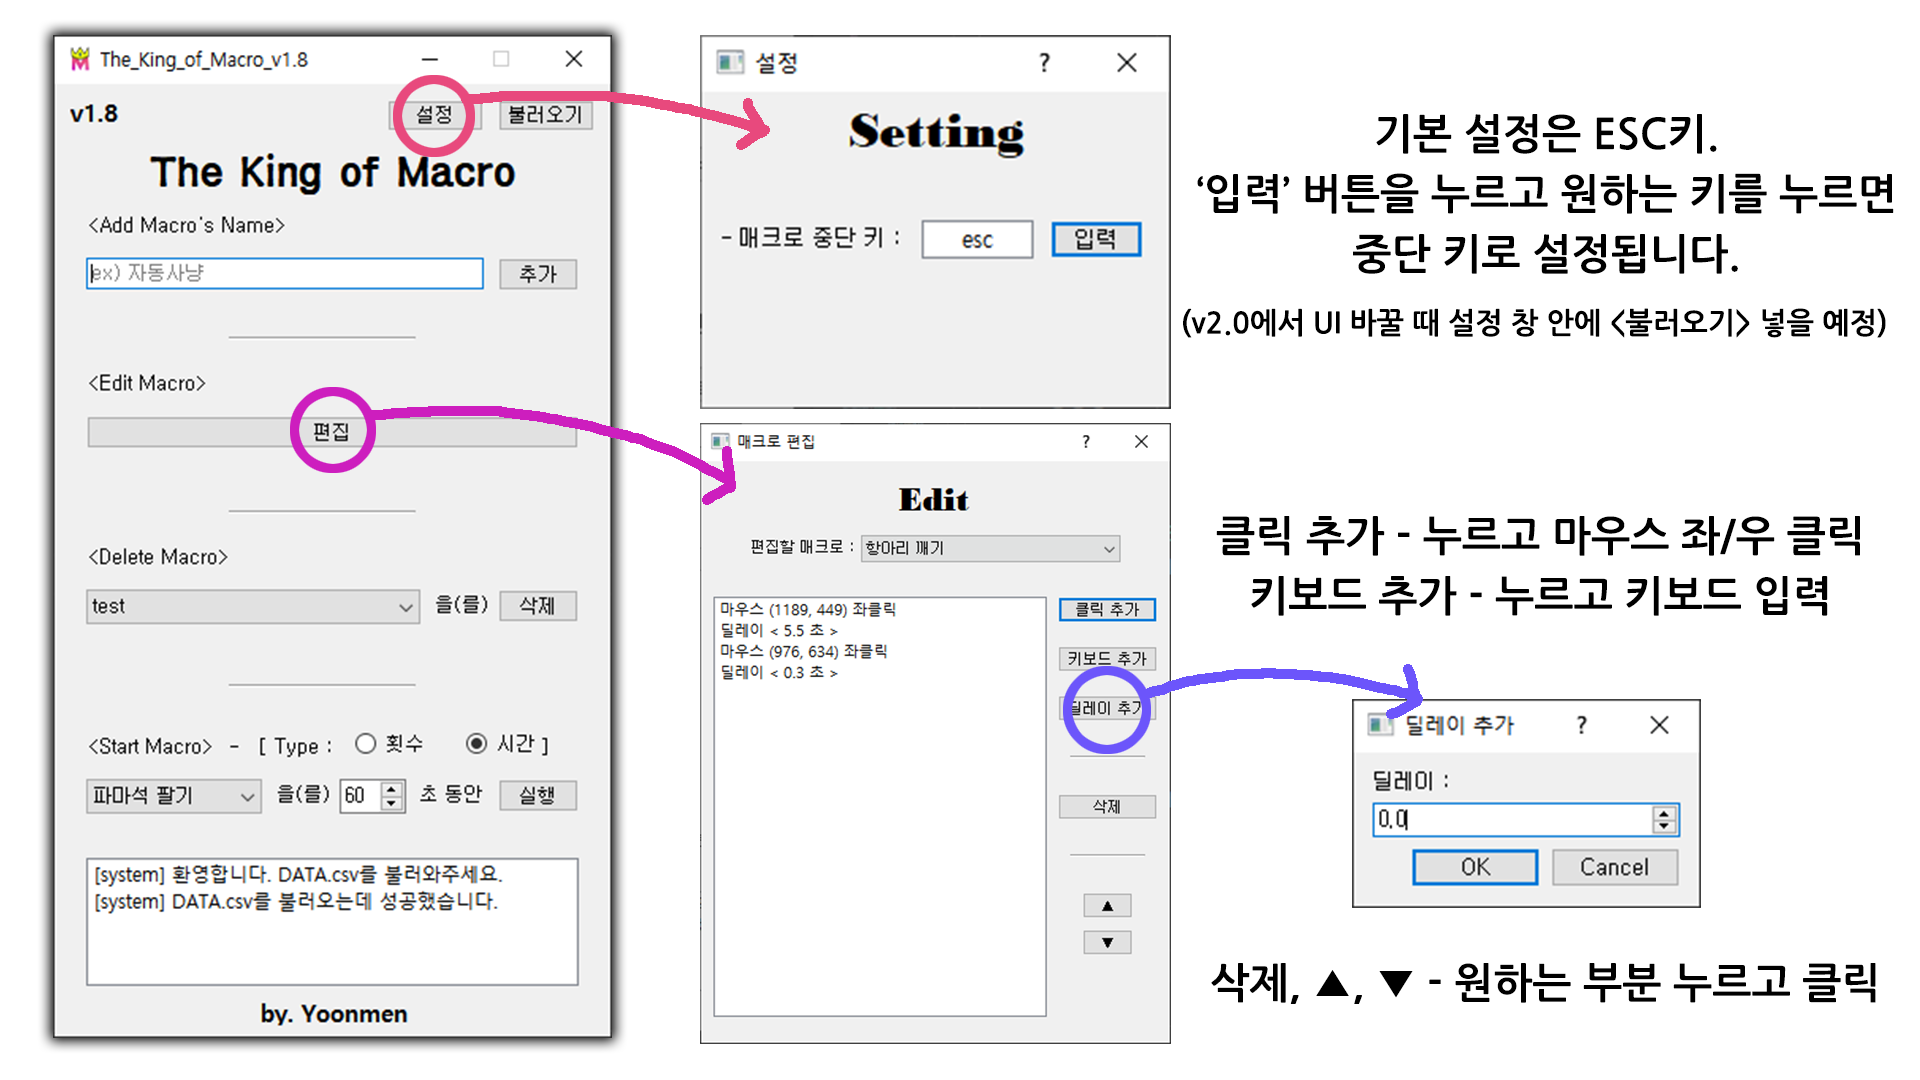 The_King_of_Macro_v1.8
v1.8
설정
불러오기
The King of Macro
<Add Macro's Name>
ex) 자동사냥
추가
<Edit Macro>
편집
<Delete Macro>
test
을(를)
삭제
<Start Macro> - [ Type : 횟수 시간 ]
파마석 팔기
을(를)
60
초 동안
실행
[system] 환영합니다. DATA.csv를 불러와주세요.
[system] DATA.csv를 불러오는데 성공했습니다.
by. Yoonmen
설정
Setting
- 매크로 중단 키 :
esc
입력
기본 설정은 ESC키.
‘입력’ 버튼을 누르고 원하는 키를 누르면
중단 키로 설정됩니다.
(v2.0에서 UI 바꿀 때 설정 창 안에 <불러오기> 넣을 예정)
매크로 편집
Edit
편집할 매크로 : 항아리 깨기
마우스 (1189, 449) 좌클릭
딜레이 < 5.5 초 >
마우스 (976, 634) 좌클릭
딜레이 < 0.3 초 >
클릭 추가
키보드 추가
딜레이 추가
삭제
▲
▼
클릭 추가 - 누르고 마우스 좌/우 클릭
키보드 추가 - 누르고 키보드 입력
딜레이 추가
딜레이 :
0.0
OK
Cancel
삭제, ▲, ▼ - 원하는 부분 누르고 클릭